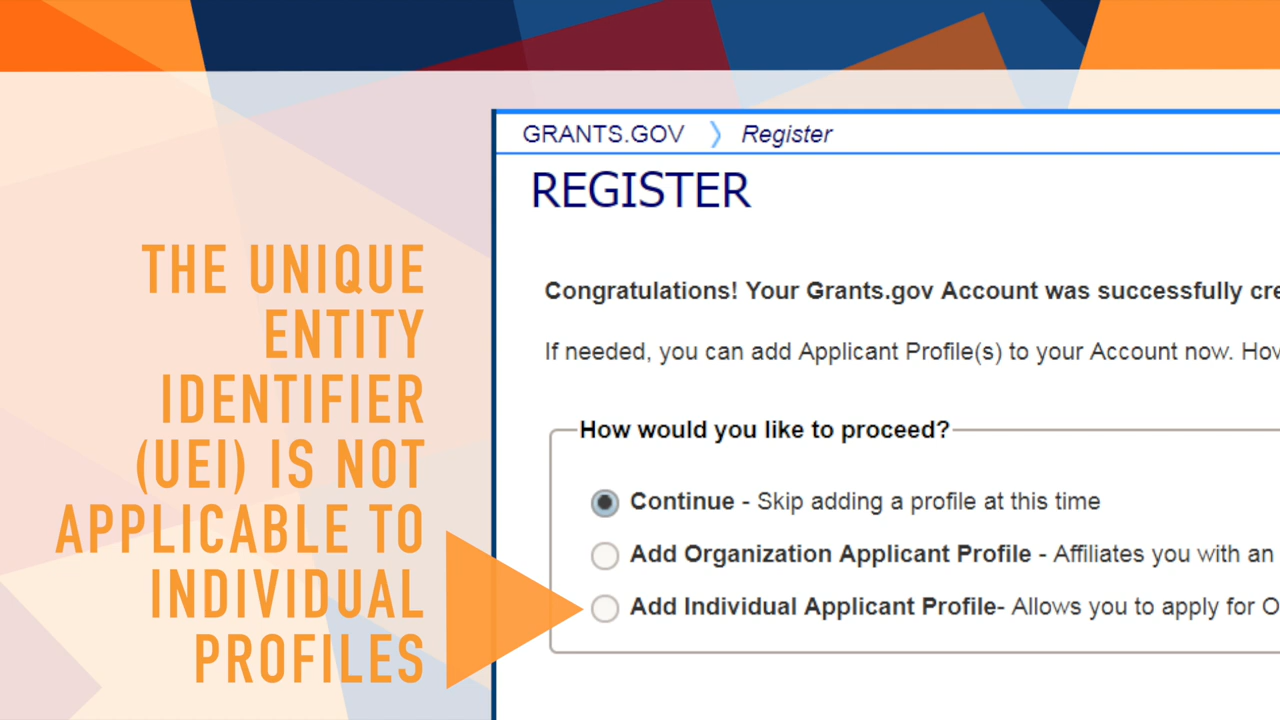 THE UNIQUE
ENTITY
IDENTIFIER
(UEI) IS NOT
APPLICABLE TO
INDIVIDUAL
PROFILES
GRANTS.GOV 〉 Register
REGISTER
Congratulations! Your Grants.gov Account was successfully
If needed, you can add Applicant Profile(s) to your Account now.
How would you like to proceed?
Continue - Skip adding a profile at this time
Add Organization Applicant Profile - Affiliates you with an
Add Individual Applicant Profile- Allows you to apply for